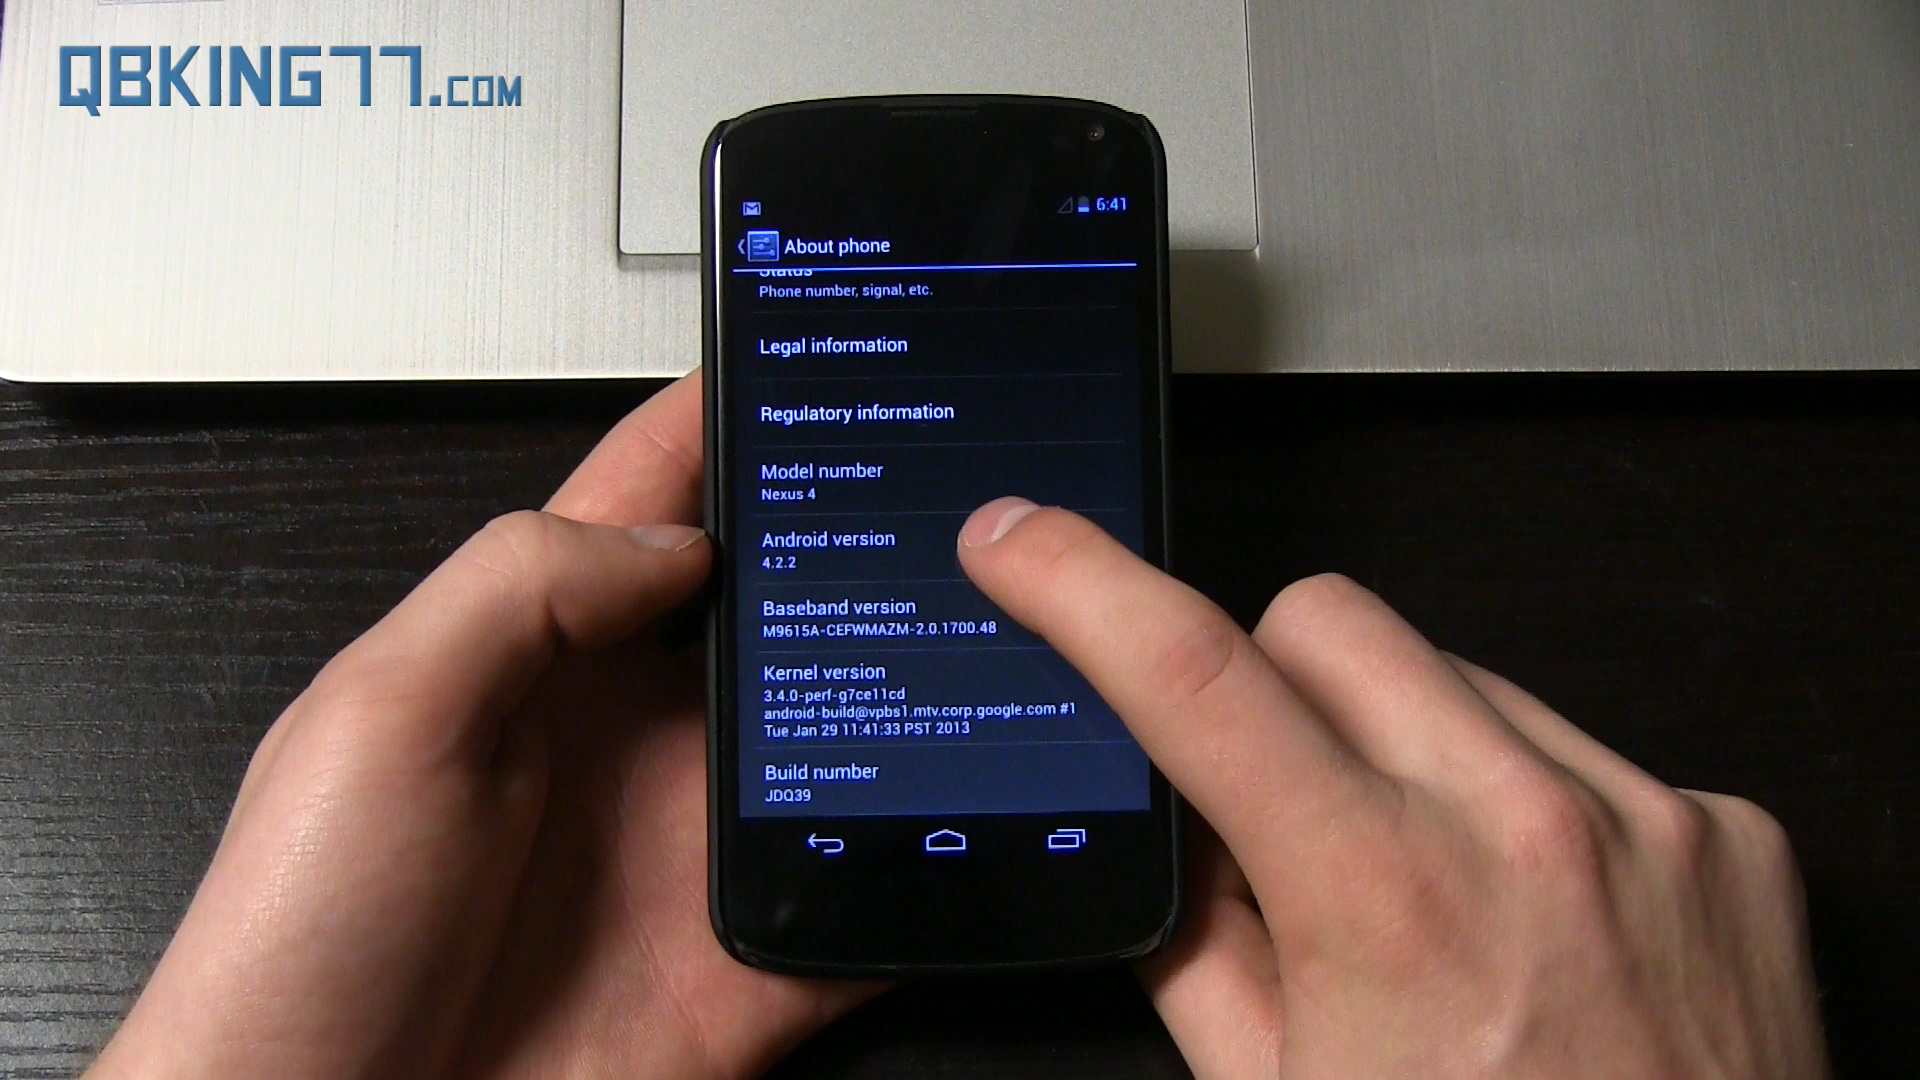 QBKING77.COM
6:41
About phone
Status
Phone number, signal, etc.
Legal information
Regulatory information
Model number
Nexus 4
Android version
4.2.2
Baseband version
M9615A-CEFWMAZM-2.0.1700.48
Kernel version
3.4.0-perf-g7ce11cd
android-build@vpbs1.mtv.corp.google.com #1
Tue Jan 29 11:41:33 PST 2013
Build number
JDQ39